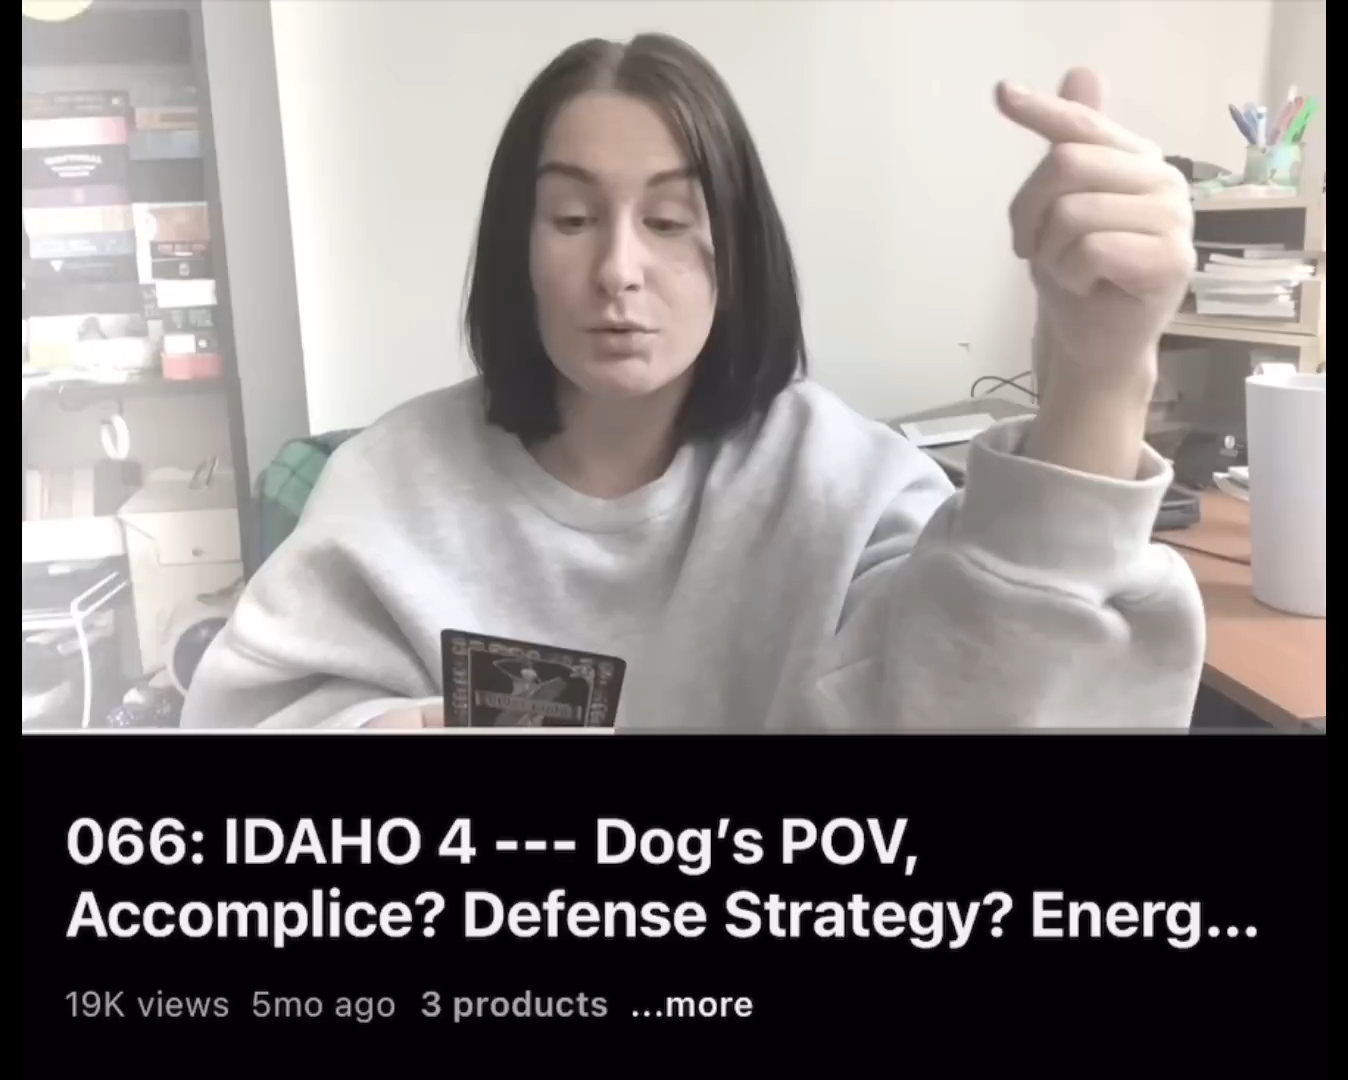 066: IDAHO 4 --- Dog’s POV,
Accomplice? Defense Strategy? Energ...
19K views 5mo ago 3 products ...more